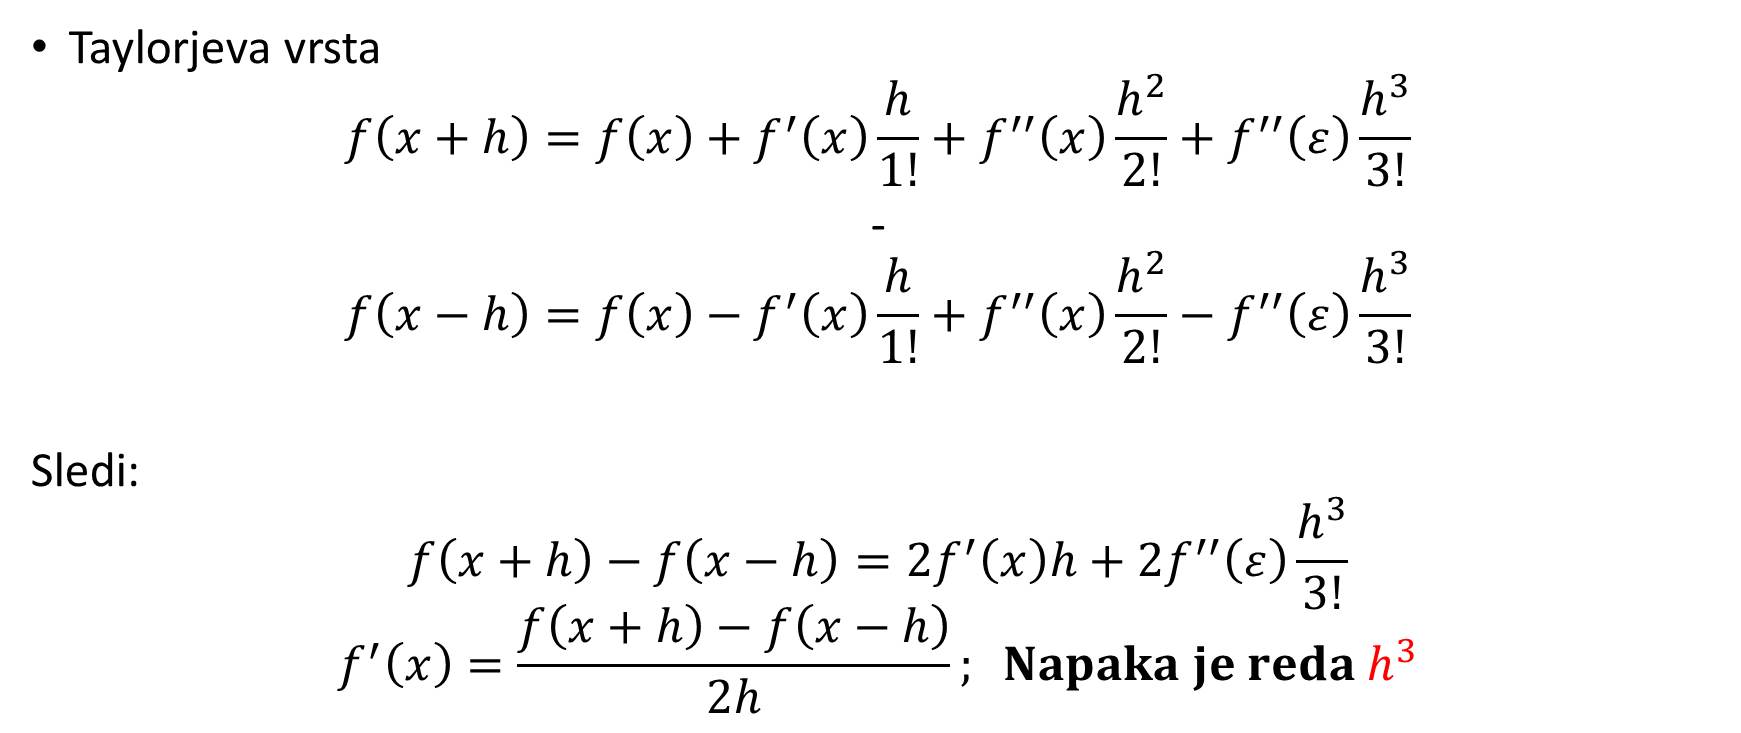 • Taylorjeva vrsta
f(x + h) = f(x) + f′(x) h/1! + f′′(x) h²/2! + f′′(ε) h³/3!
-
f(x − h) = f(x) − f′(x) h/1! + f′′(x) h²/2! − f′′(ε) h³/3!
Sledi:
f(x + h) − f(x − h) = 2f′(x)h + 2f′′(ε) h³/3!
f′(x) = (f(x + h) − f(x − h))/2h ; Napaka je reda h³